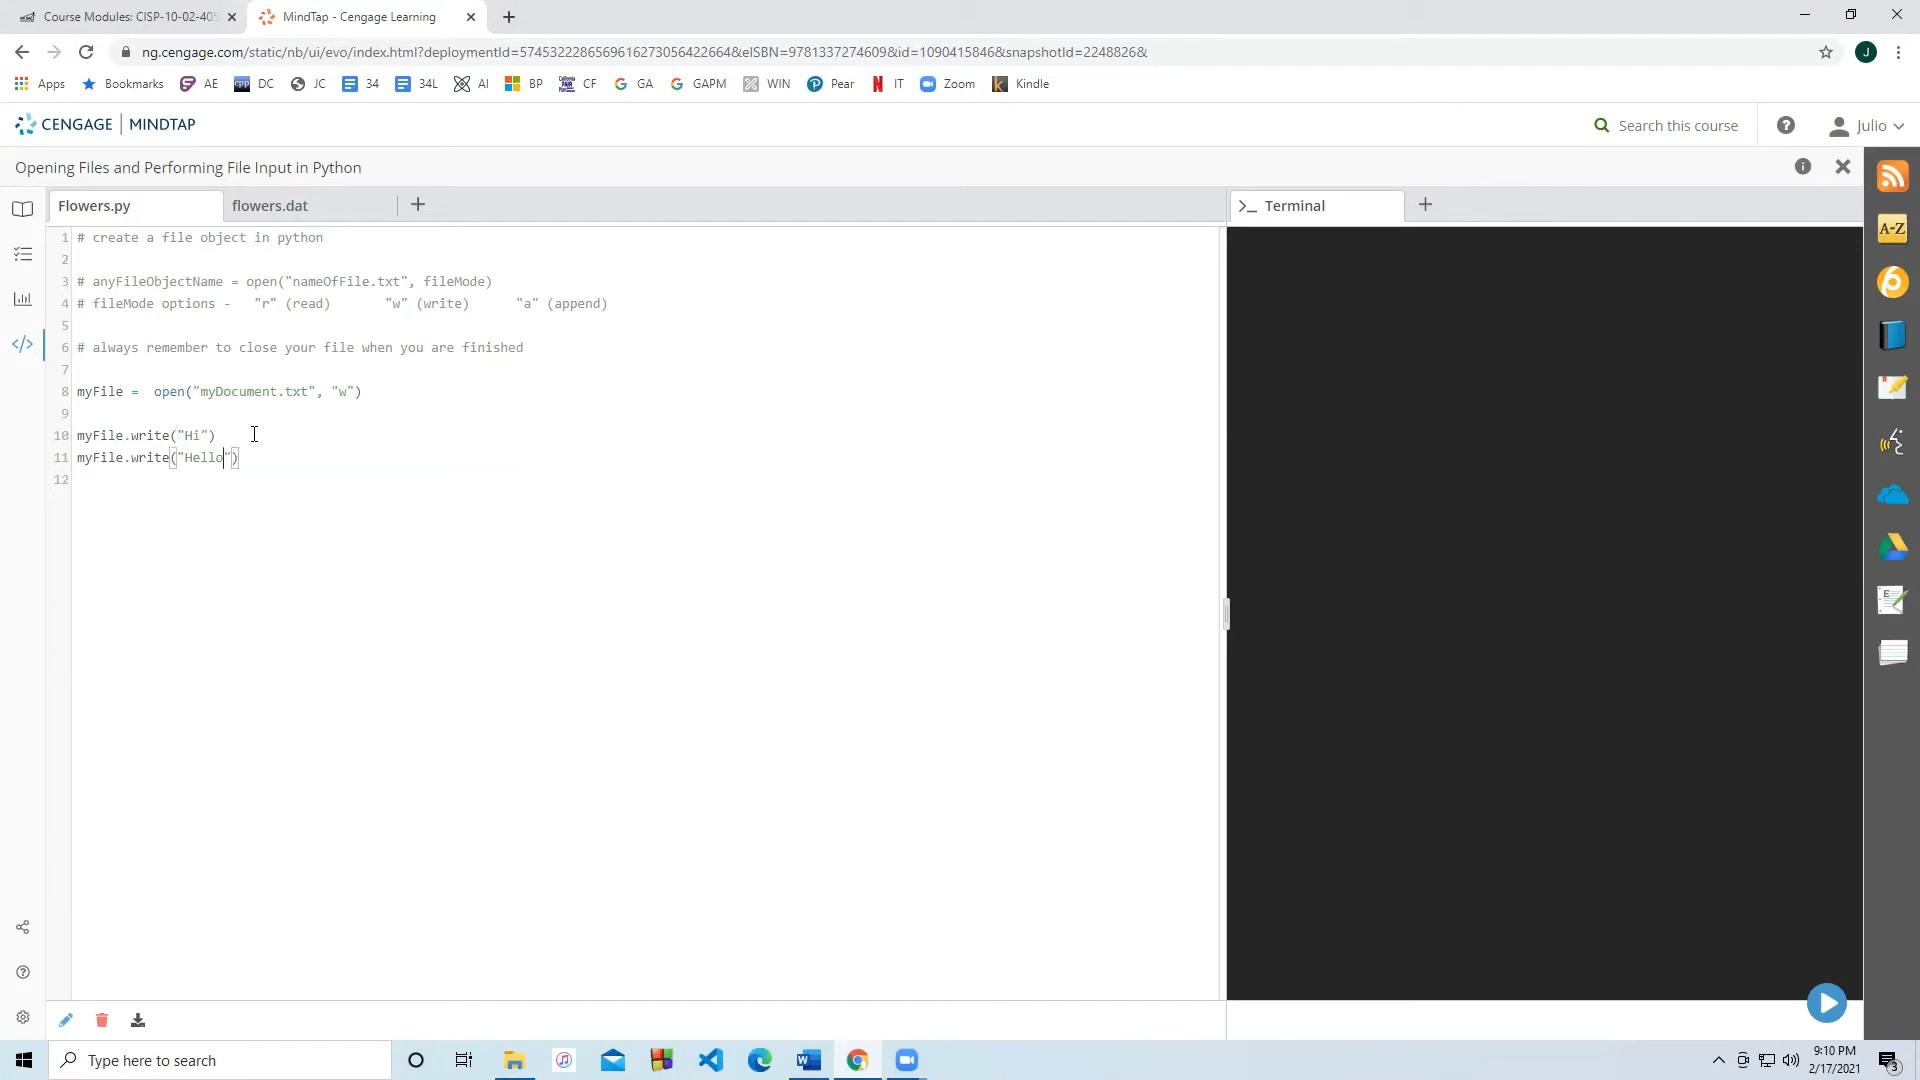 Course Modules: CISP-10-02-405
MindTap - Cengage Learning
ng.cengage.com/static/nb/ui/evo/index.html?deploymentId=5745322286569616273056422664&eISBN=9781337274609&id=1090415846&snapshotId=2248826&
J
Apps Bookmarks AE DC JC 34 34L AI BP CF GA GAPM WIN Pear IT Zoom Kindle
CENGAGE | MINDTAP
Search this course
Julio
Opening Files and Performing File Input in Python
Flowers.py
flowers.dat
Terminal
1 # create a file object in python
2
3 # anyFileObjectName = open("nameOfFile.txt", fileMode)
4 # fileMode options - "r" (read) "w" (write) "a" (append)
5
6 # always remember to close your file when you are finished
7
8 myFile = open("myDocument.txt", "w")
9
10 myFile.write("Hi")
11 myFile.write("Hello")
12
A-Z
Type here to search
9:10 PM
2/17/2021
3